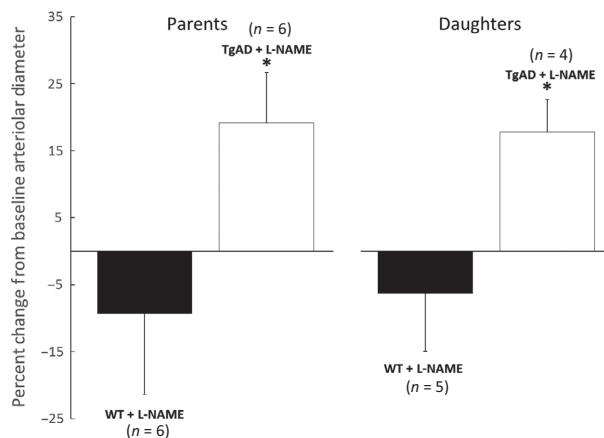 Percent change from baseline arteriolar diameter
35
25
15
5
−5
−15
−25
Parents
(n = 6)
TgAD + L-NAME
*
WT + L-NAME
(n = 6)
Daughters
(n = 4)
TgAD + L-NAME
*
WT + L-NAME
(n = 5)